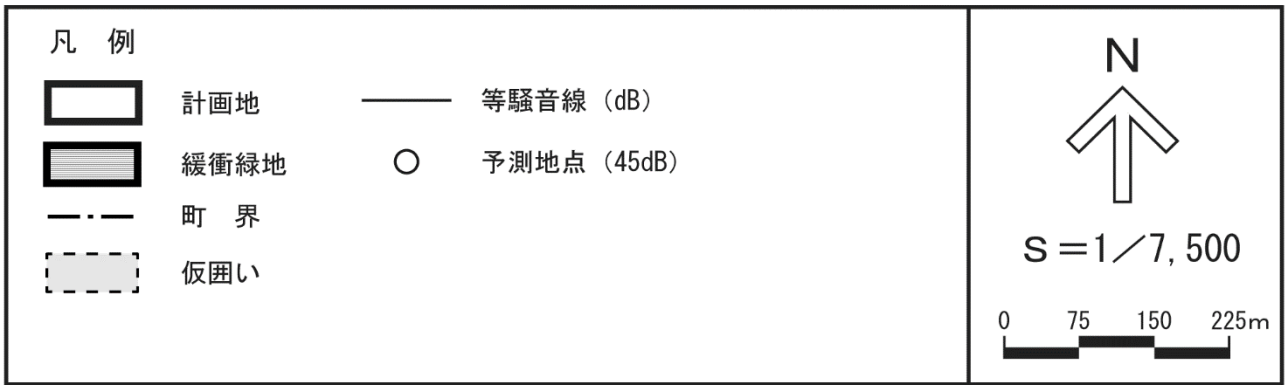 凡　例
計画地
等騒音線（dB）
緩衝緑地
予測地点（45dB）
町　界
仮囲い
N
S＝1／7,500
0 75 150 225m